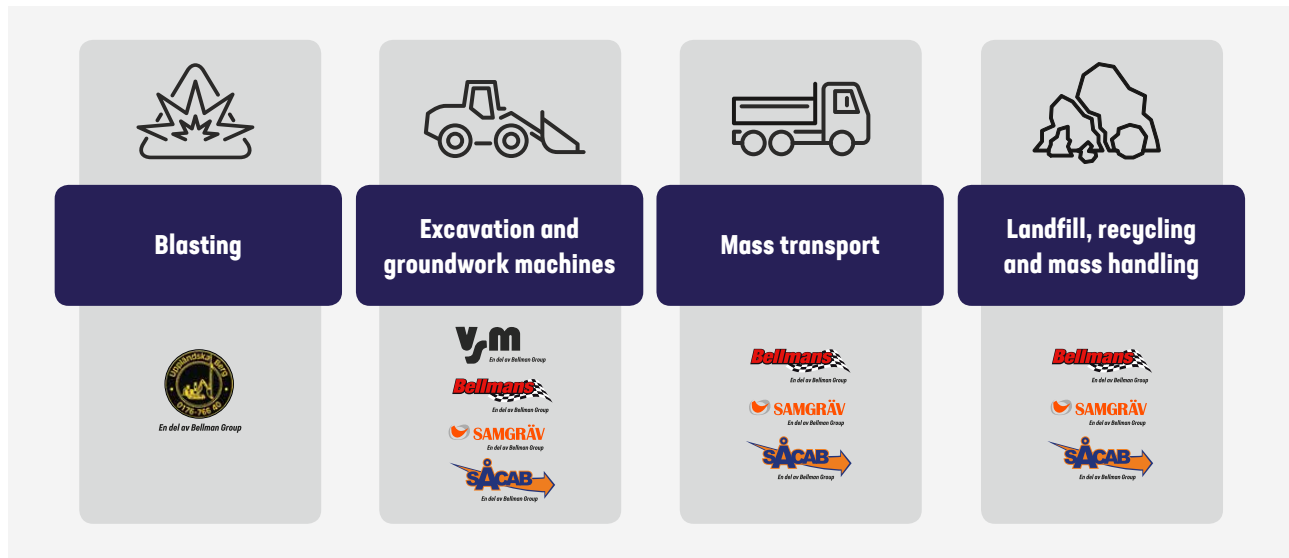 Blasting
Excavation and
groundwork machines
Mass transport
Landfill, recycling
and mass handling
Uppländska Berg
0176-766 40
En del av Bellman Group
vsm
En del av Bellman Group
Bellmans
En del av Bellman Group
SAMGRÄV
En del av Bellman Group
SÅCAB
En del av Bellman Group
Bellmans
En del av Bellman Group
SAMGRÄV
En del av Bellman Group
SÅCAB
En del av Bellman Group
Bellmans
En del av Bellman Group
SAMGRÄV
En del av Bellman Group
SÅCAB
En del av Bellman Group